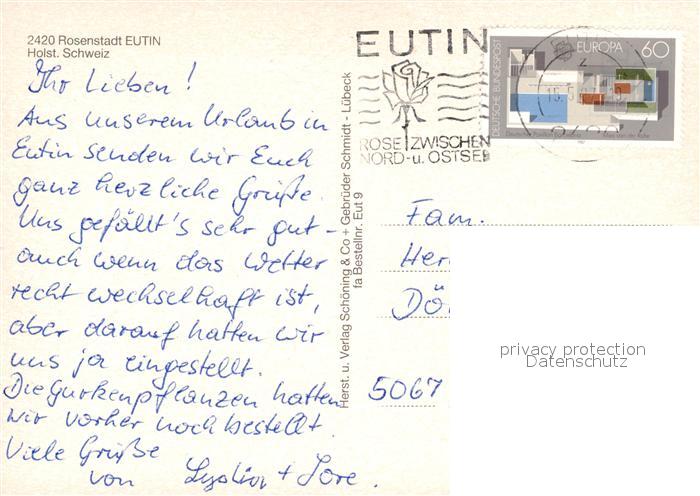 2420 Rosenstadt EUTIN
Holst. Schweiz
Ihr Lieben!
Aus unserem Urlaub in
Eutin senden wir Euch
ganz herzliche Grüße.
Uns gefällt's sehr gut -
auch wenn das Wetter
recht wechselhaft ist,
aber darauf hatten wir
uns ja eingestellt.
Die Gurkenpflanzen hatten
wir vorher noch bestellt.
Viele Grüße
von + Jore.
Herst. u. Verlag Schöning & Co + Gebrüder Schmidt - Lübeck
fa Bestellnr. Eut 9
EUTIN
ROSE ZWISCHEN
NORD-u. OSTSEE
EUROPA 60
DEUTSCHE BUNDESPOST
Fam.
Her
Dö
5067
privacy protection
Datenschutz